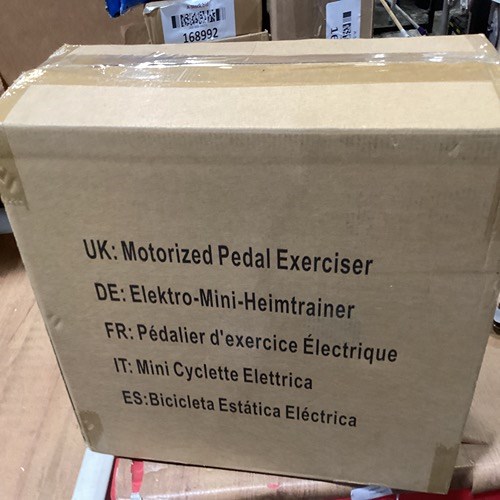 168992
UK: Motorized Pedal Exerciser
DE: Elektro-Mini-Heimtrainer
FR: Pédalier d'exercice Électrique
IT: Mini Cyclette Elettrica
ES:Bicicleta Estática Eléctrica